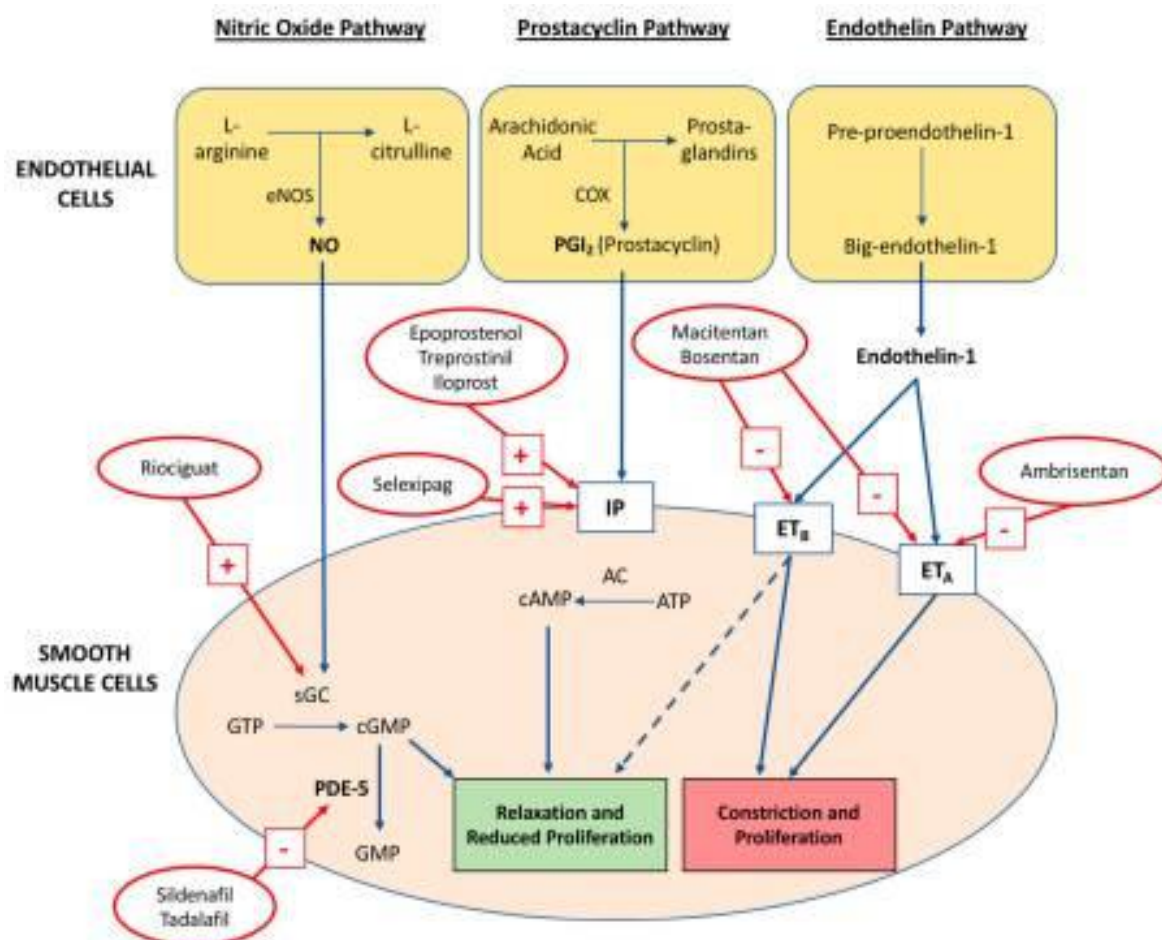 Nitric Oxide Pathway
Prostacyclin Pathway
Endothelin Pathway
ENDOTHELIAL
CELLS
L-
arginine
L-
citrulline
eNOS
NO
Arachidonic
Acid
Prosta-
glandins
COX
PGI₂ (Prostacyclin)
Pre-proendothelin-1
Big-endothelin-1
Endothelin-1
Epoprostenol
Treprostinil
Iloprost
Macitentan
Bosentan
Riociguat
Selexipag
Ambrisentan
+
+
+
-
-
-
IP
ET_B
ET_A
SMOOTH
MUSCLE CELLS
AC
cAMP
ATP
sGC
GTP
cGMP
PDE-5
GMP
-
Sildenafil
Tadalafil
Relaxation and
Reduced Proliferation
Constriction and
Proliferation